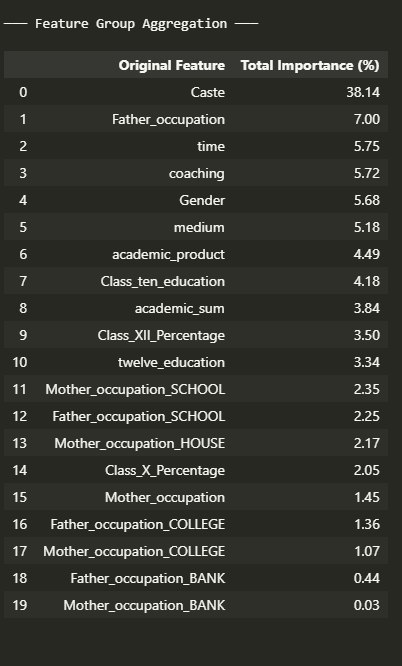 ─── Feature Group Aggregation ───
Original Feature Total Importance (%)
0 Caste 38.14
1 Father_occupation 7.00
2 time 5.75
3 coaching 5.72
4 Gender 5.68
5 medium 5.18
6 academic_product 4.49
7 Class_ten_education 4.18
8 academic_sum 3.84
9 Class_XII_Percentage 3.50
10 twelve_education 3.34
11 Mother_occupation_SCHOOL 2.35
12 Father_occupation_SCHOOL 2.25
13 Mother_occupation_HOUSE 2.17
14 Class_X_Percentage 2.05
15 Mother_occupation 1.45
16 Father_occupation_COLLEGE 1.36
17 Mother_occupation_COLLEGE 1.07
18 Father_occupation_BANK 0.44
19 Mother_occupation_BANK 0.03